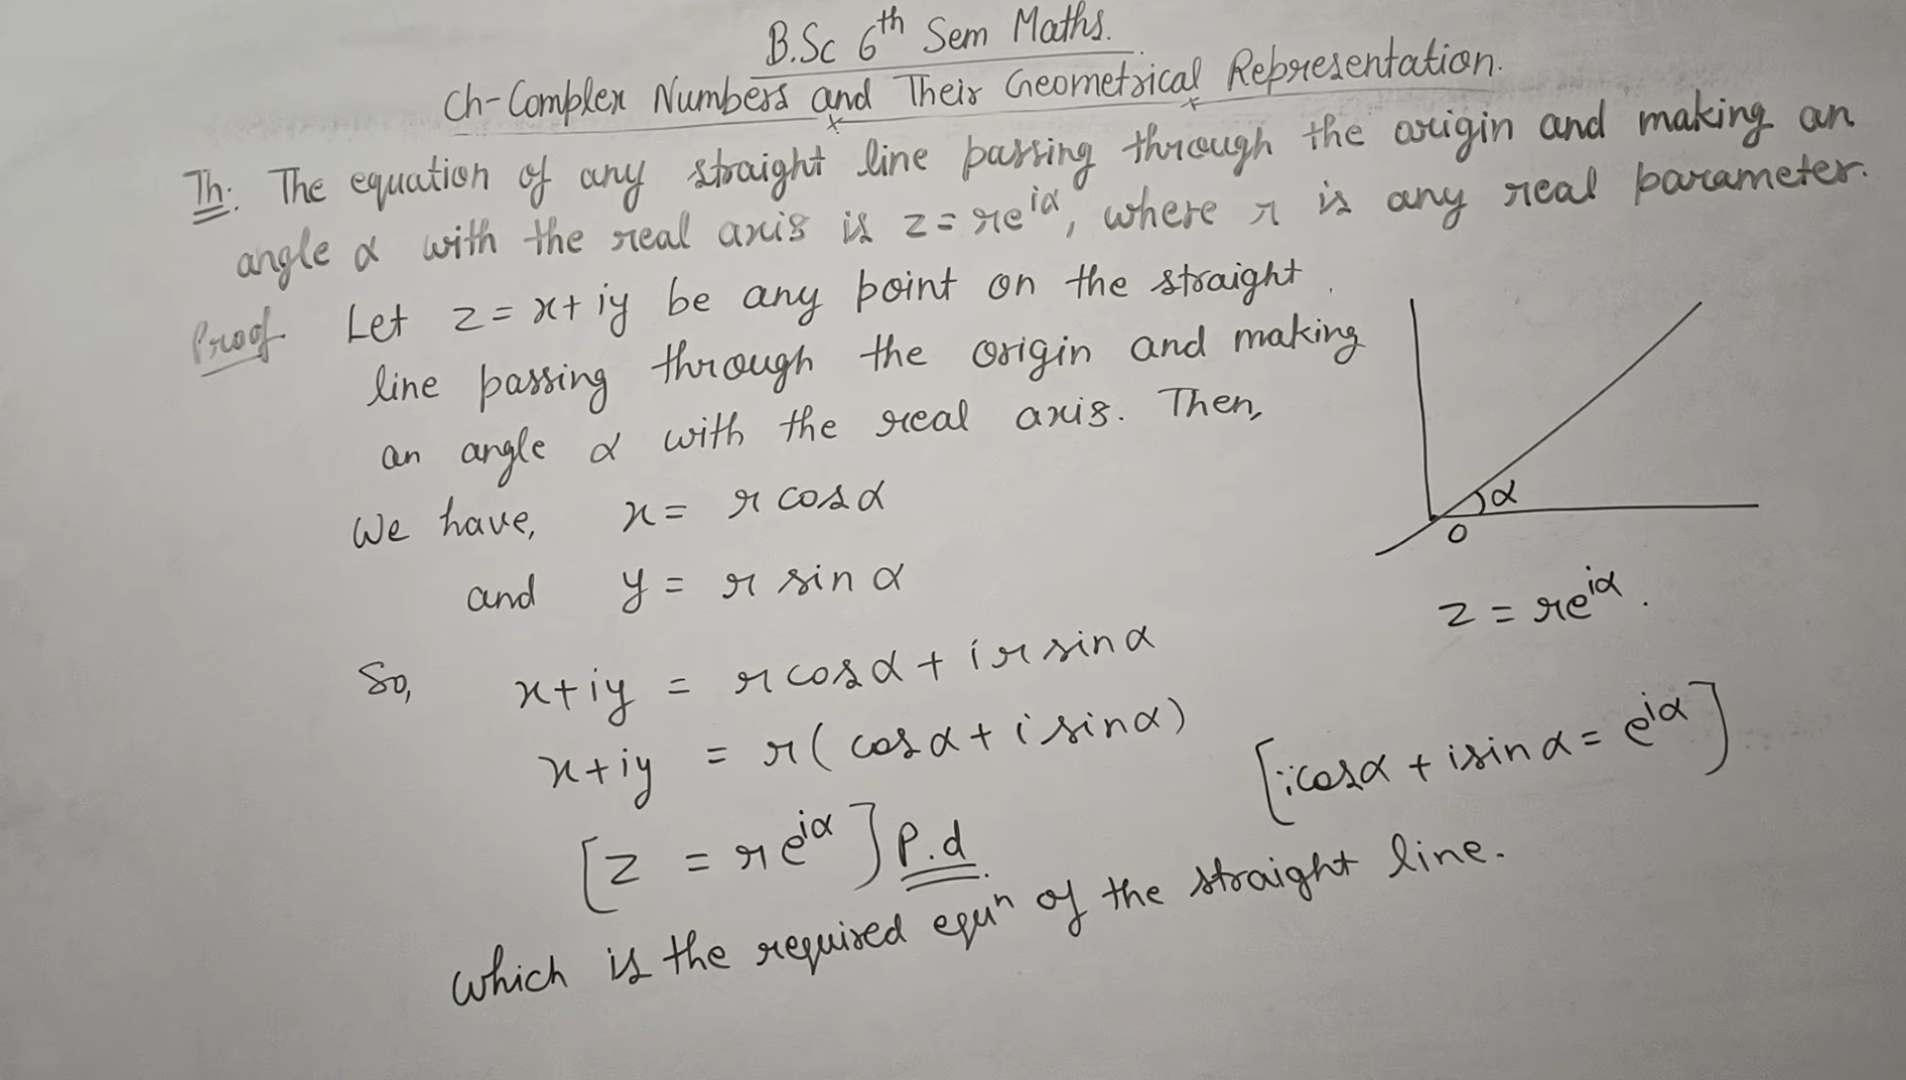 B.Sc 6th Sem Maths.
Ch-Complex Numbers and Their Geometrical Representation.
Th: The equation of any straight line passing through the origin and making an
angle α with the real axis is z = re^{iα}, where r is any real parameter.
Proof Let z = x + iy be any point on the straight
line passing through the origin and making
an angle α with the real axis. Then,
We have, x = r cos α
and y = r sin α
α
O
z = re^{iα}.
So, x+iy = r cos α + i r sin α
x+iy = r( cos α + i sin α)
[∵ cos α + i sin α = e^{iα}]
[z = r e^{iα}] P.d
which is the required equⁿ of the straight line.